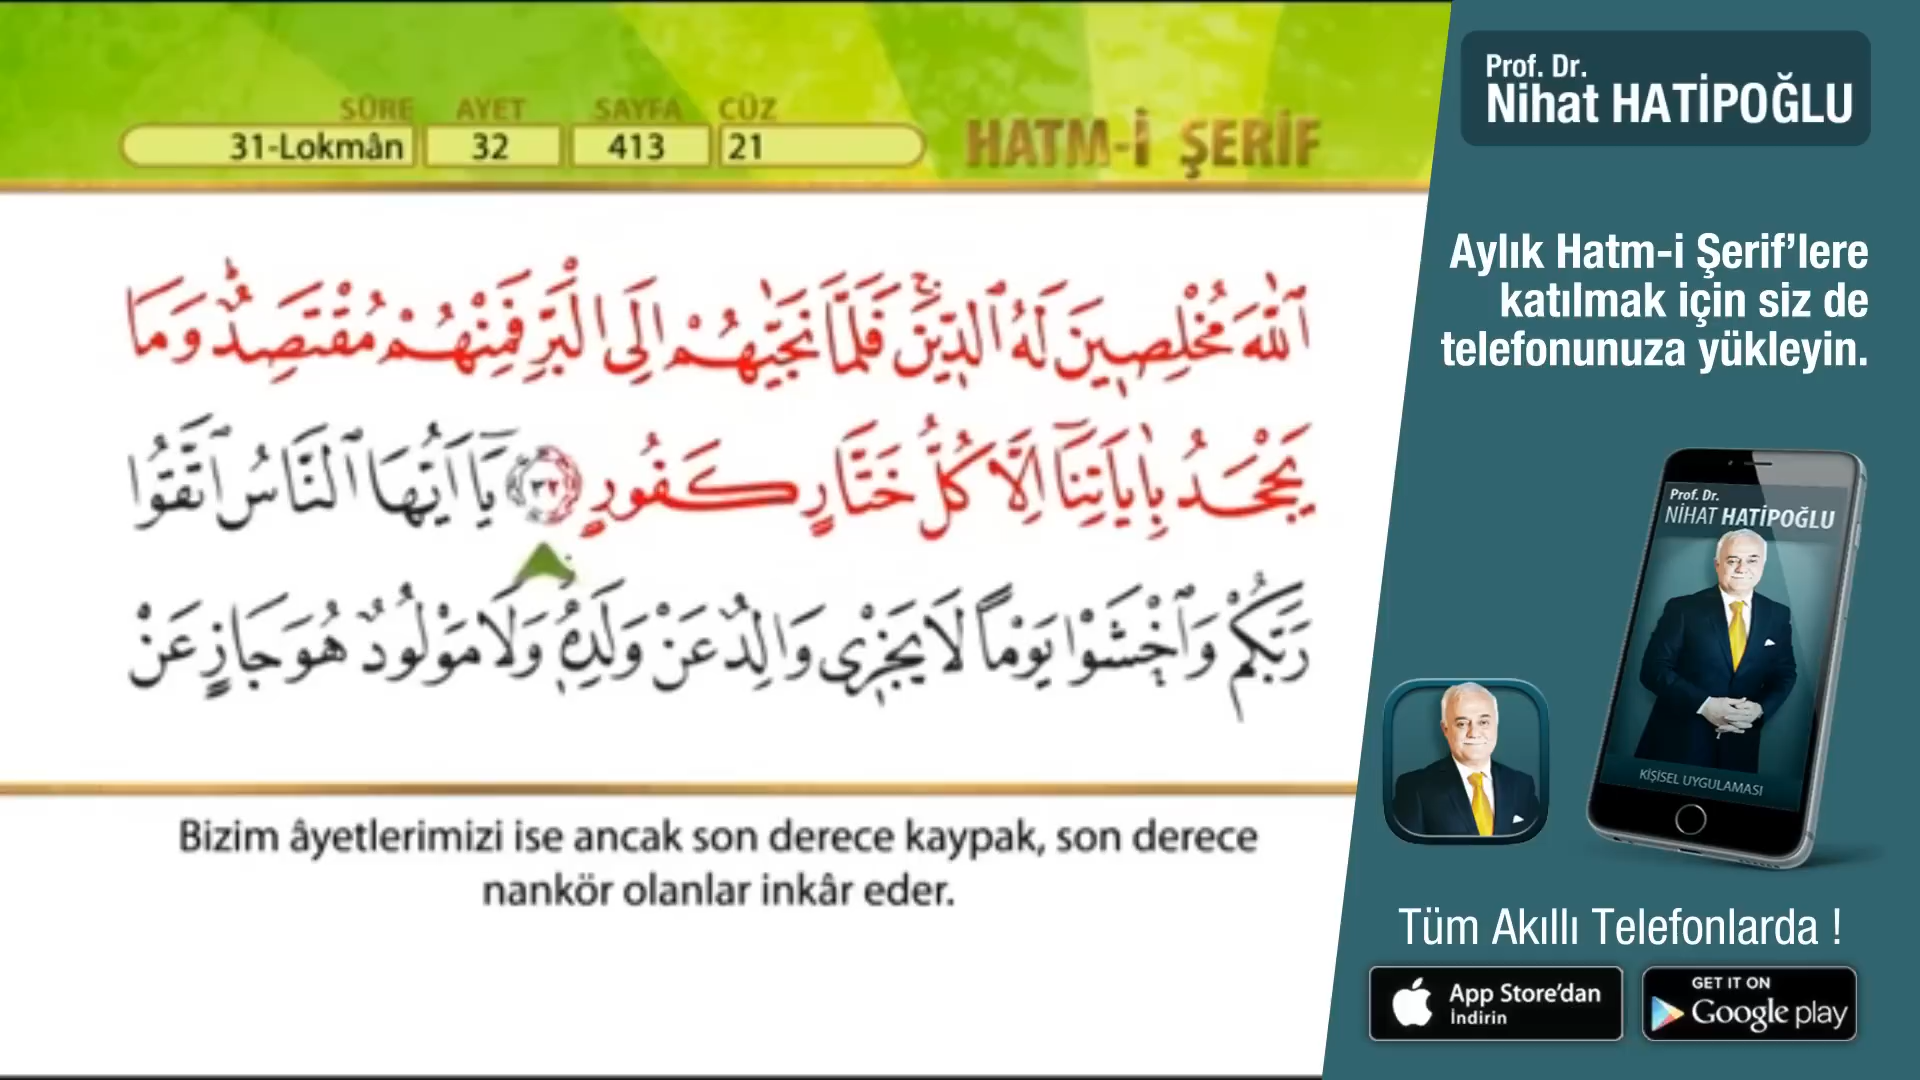 SÛRE AYET SAYFA CÜZ
31-Lokmân 32 413 21
HATM-İ ŞERİF
اللّٰهَ مُخْلِصٖينَ لَهُ الدّٖينَۚ فَلَمَّا نَجّٰيهُمْ اِلَى الْبَرِّ فَمِنْهُمْ مُقْتَصِدٌؕ وَمَا
يَجْحَدُ بِاٰيَاتِنَٓا اِلَّا كُلُّ خَتَّارٍ كَفُورٍ ﴿٣٢﴾ يَٓا اَيُّهَا النَّاسُ اتَّقُوا
رَبَّكُمْ وَاخْشَوْا يَوْماً لَا يَجْزٖى وَالِدٌ عَنْ وَلَدِهٖؗ وَلَا مَوْلُودٌ هُوَ جَازٍ عَنْ
Bizim âyetlerimizi ise ancak son derece kaypak, son derece
nankör olanlar inkâr eder.
Prof. Dr.
Nihat HATİPOĞLU
Aylık Hatm-i Şerif’lere
katılmak için siz de
telefonunuza yükleyin.
Prof. Dr.
NİHAT HATİPOĞLU
KİŞİSEL UYGULAMASI
Tüm Akıllı Telefonlarda !
App Store’dan
İndirin
GET IT ON
Google play